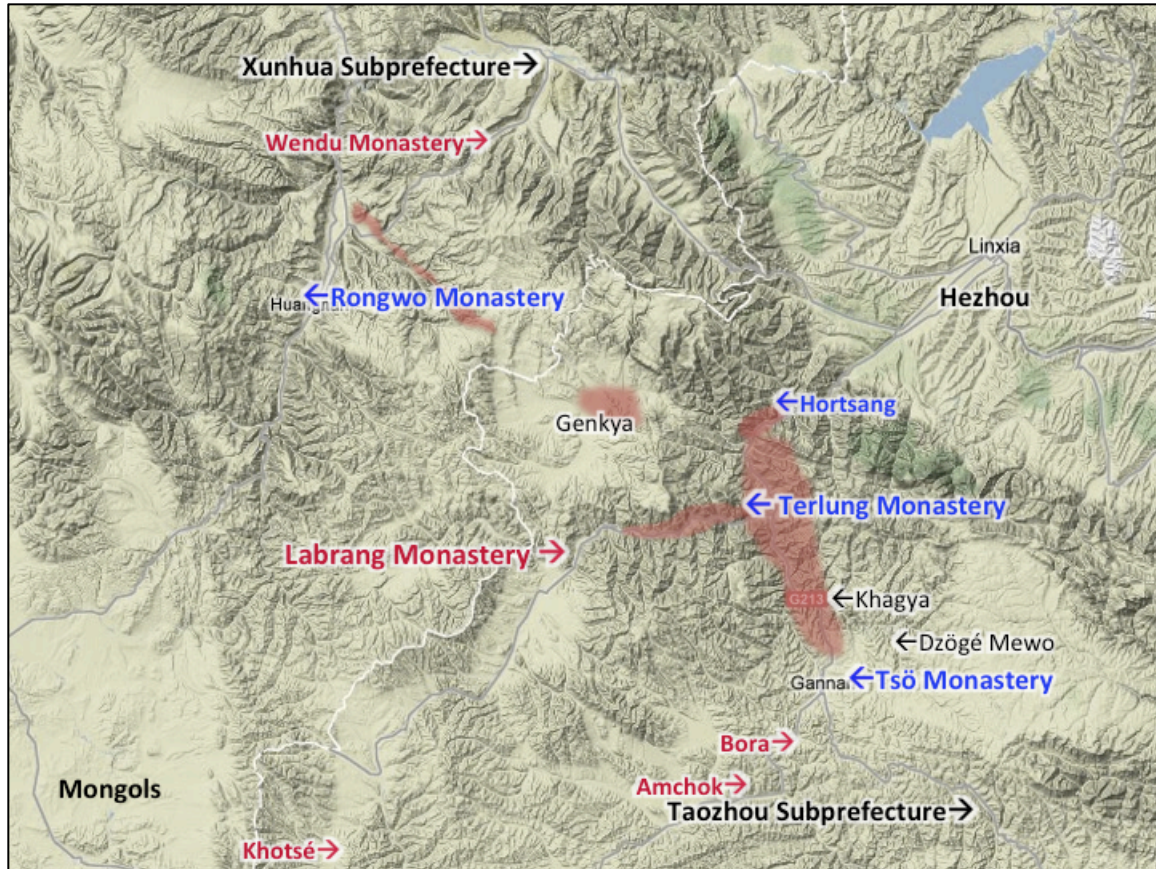 Xunhua Subprefecture→
Wendu Monastery→
Linxia
←Rongwo Monastery
Hezhou
←Hortsang
Genkya
←Terlung Monastery
Labrang Monastery→
G213
←Khagya
←Dzögé Mewo
←Tsö Monastery
Bora→
Amchok→
Mongols
Taozhou Subprefecture→
Khotsé→